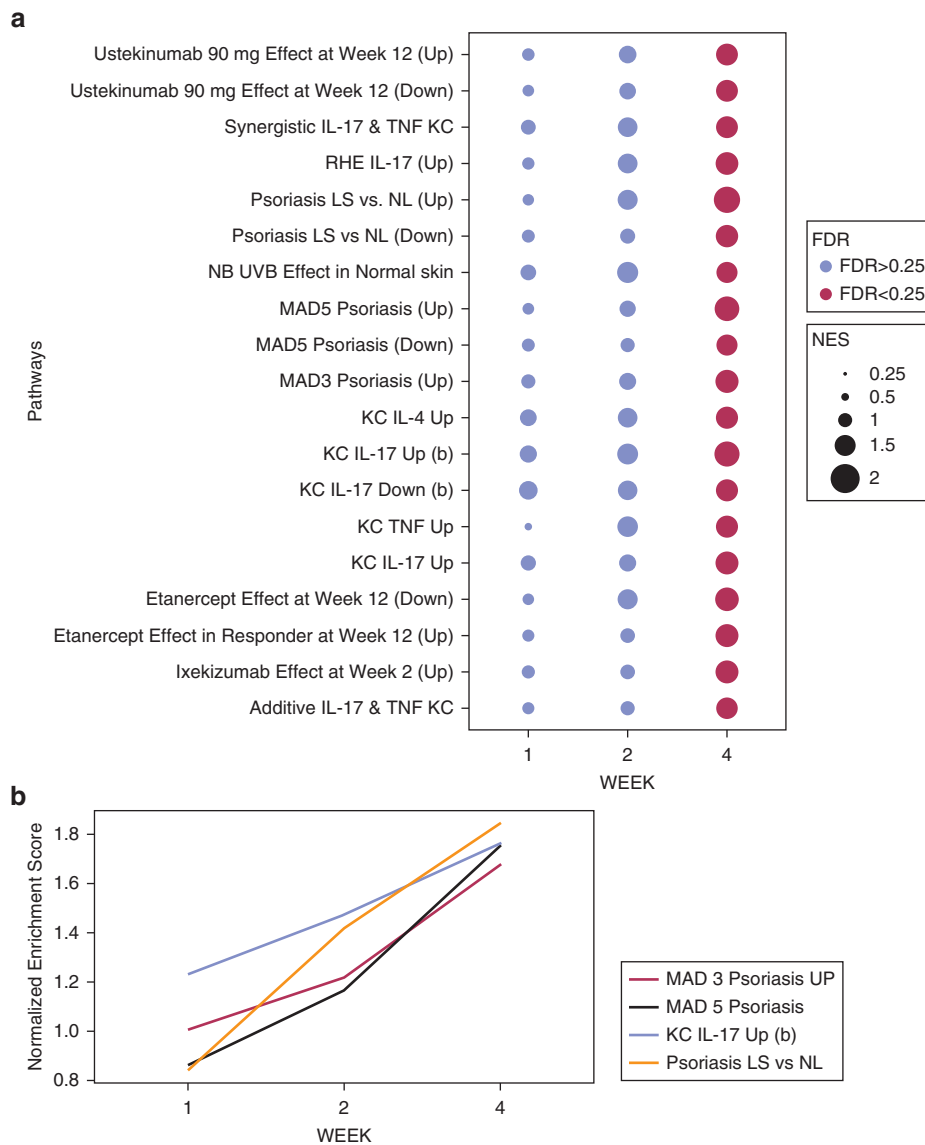 a
Ustekinumab 90 mg Effect at Week 12 (Up)
Ustekinumab 90 mg Effect at Week 12 (Down)
Synergistic IL-17 & TNF KC
RHE IL-17 (Up)
Psoriasis LS vs. NL (Up)
Psoriasis LS vs NL (Down)
NB UVB Effect in Normal skin
MAD5 Psoriasis (Up)
MAD5 Psoriasis (Down)
MAD3 Psoriasis (Up)
KC IL-4 Up
KC IL-17 Up (b)
KC IL-17 Down (b)
KC TNF Up
KC IL-17 Up
Etanercept Effect at Week 12 (Down)
Etanercept Effect in Responder at Week 12 (Up)
Ixekizumab Effect at Week 2 (Up)
Additive IL-17 & TNF KC
Pathways
1 2 4
WEEK
FDR
FDR>0.25
FDR<0.25
NES
0.25
0.5
1
1.5
2
b
Normalized Enrichment Score
1.8
1.6
1.4
1.2
1.0
0.8
1 2 4
WEEK
MAD 3 Psoriasis UP
MAD 5 Psoriasis
KC IL-17 Up (b)
Psoriasis LS vs NL